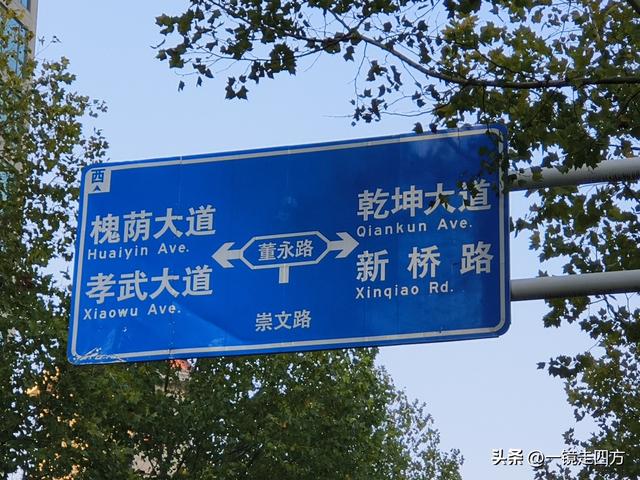 西
槐荫大道
Huaiyin Ave.
孝武大道
Xiaowu Ave.
董永路
乾坤大道
Qiankun Ave.
新桥路
Xinqiao Rd.
崇文路
头条 @一镜走四方